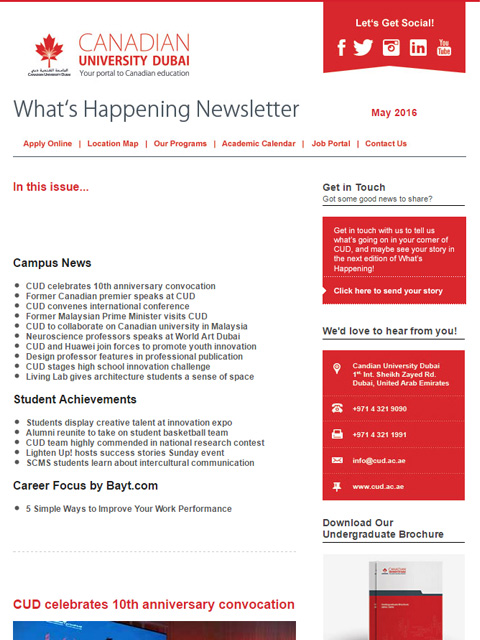 Let's Get Social!
CANADIAN
UNIVERSITY DUBAI
Your portal to Canadian education
You
Tube
What's Happening Newsletter
May 2016
Apply Online | Location Map | Our Programs | Academic Calendar | Job Portal | Contact Us
In this issue...
Campus News
CUD celebrates 10th anniversary convocation
Former Canadian premier speaks at CUD
CUD convenes international conference
Former Malaysian Prime Minister visits CUD
CUD to collaborate on Canadian university in Malaysia
Neuroscience professors speaks at World Art Dubai
CUD and Huawei join forces to promote youth innovation
Design professor features in professional publication
CUD stages high school innovation challenge
Living Lab gives architecture students a sense of space
Student Achievements
Students display creative talent at innovation expo
Alumni reunite to take on student basketball team
CUD team highly commended in national research contest
Lighten Up! hosts success stories Sunday event
SCMS students learn about intercultural communication
Career Focus by Bayt.com
5 Simple Ways to Improve Your Work Performance
CUD celebrates 10th anniversary convocation
Get in Touch
Got some good news to share?
Get in touch with us to tell us
what's going on in your corner of
CUD, and maybe see your story in
the next edition of What's
Happening!
Click here to send your story
We'd love to hear from you!
Candian University Dubai
1st Int. Sheikh Zayed Rd.
Dubai, United Arab Emirates
+971 4 321 9090
+971 4 321 1991
info@cud.ac.ae
www.cud.ac.ae
Download Our
Undergraduate Brochure